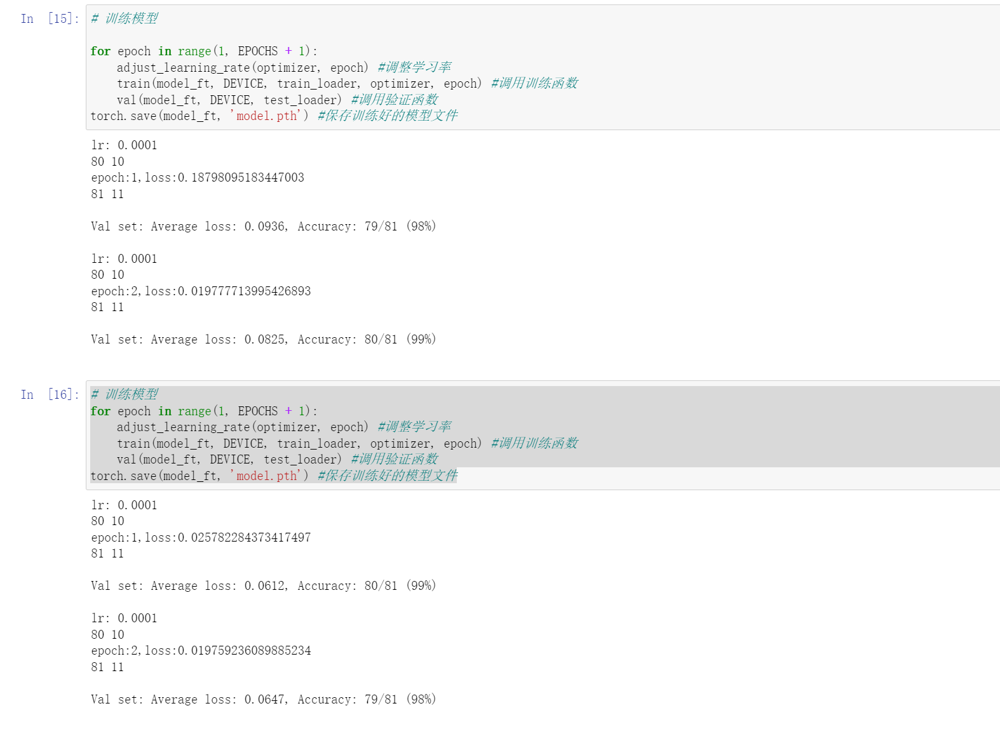 In [15]: # 训练模型
for epoch in range(1, EPOCHS + 1):
adjust_learning_rate(optimizer, epoch) #调整学习率
train(model_ft, DEVICE, train_loader, optimizer, epoch) #调用训练函数
val(model_ft, DEVICE, test_loader) #调用验证函数
torch.save(model_ft, 'model.pth') #保存训练好的模型文件
lr: 0.0001
80 10
epoch:1,loss:0.18798095183447003
81 11
Val set: Average loss: 0.0936, Accuracy: 79/81 (98%)
lr: 0.0001
80 10
epoch:2,loss:0.019777713995426893
81 11
Val set: Average loss: 0.0825, Accuracy: 80/81 (99%)
In [16]: # 训练模型
for epoch in range(1, EPOCHS + 1):
adjust_learning_rate(optimizer, epoch) #调整学习率
train(model_ft, DEVICE, train_loader, optimizer, epoch) #调用训练函数
val(model_ft, DEVICE, test_loader) #调用验证函数
torch.save(model_ft, 'model.pth') #保存训练好的模型文件
lr: 0.0001
80 10
epoch:1,loss:0.025782284373417497
81 11
Val set: Average loss: 0.0612, Accuracy: 80/81 (99%)
lr: 0.0001
80 10
epoch:2,loss:0.019759236089885234
81 11
Val set: Average loss: 0.0647, Accuracy: 79/81 (98%)